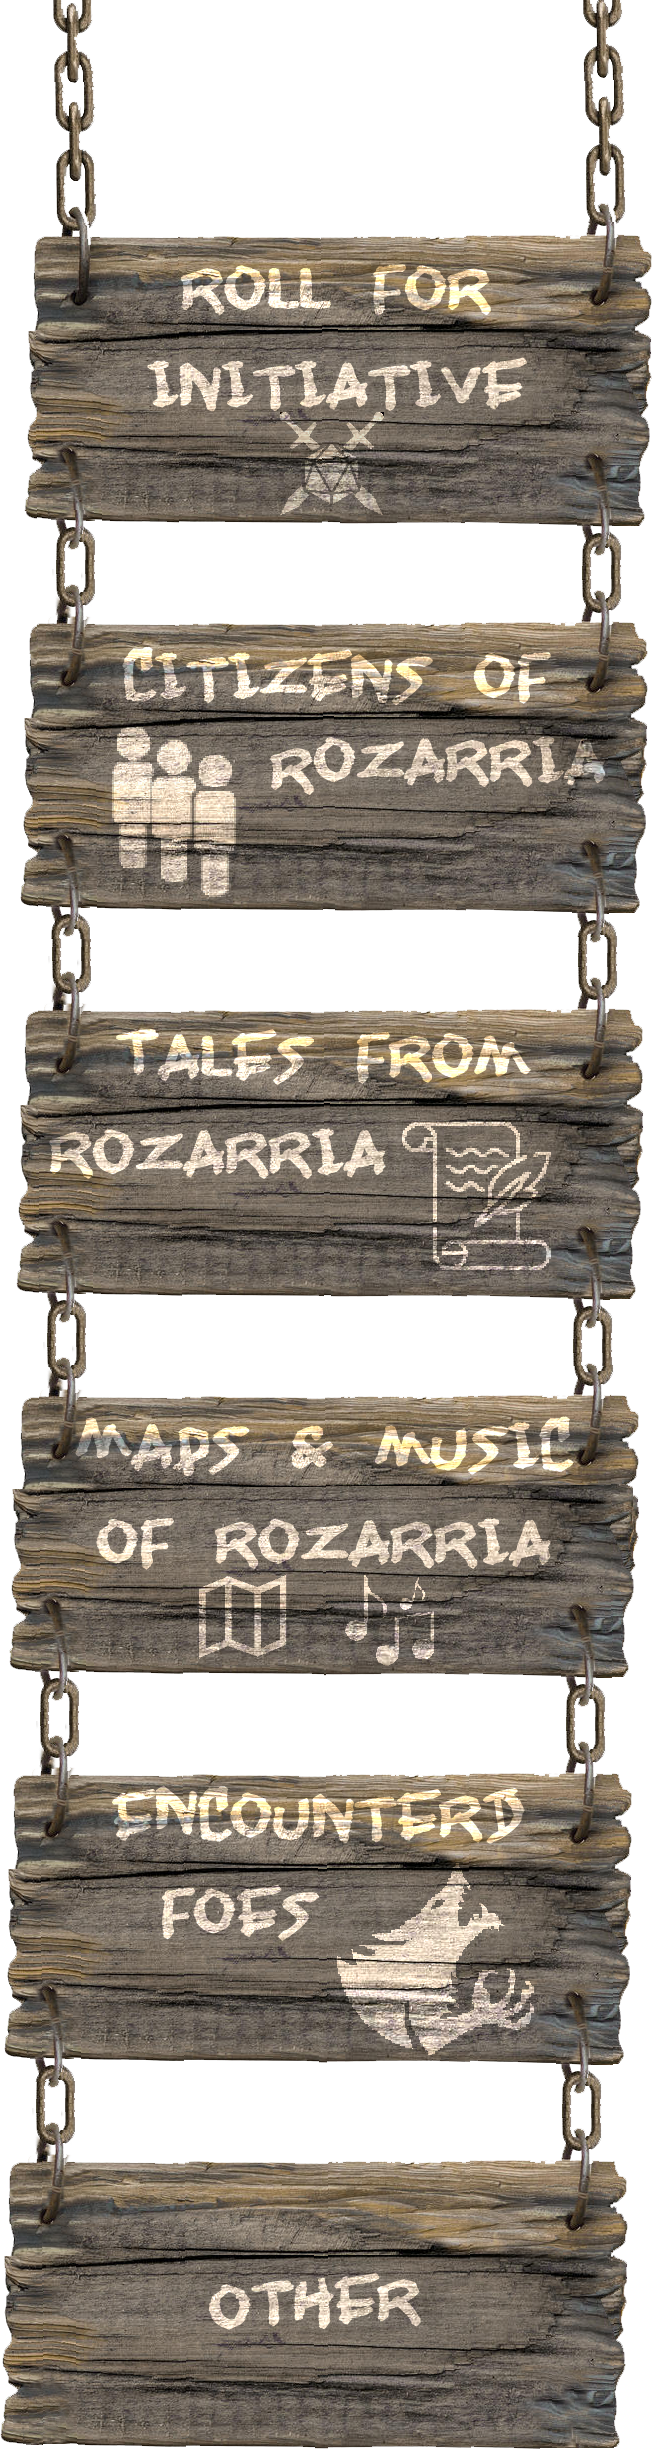 ROLL FOR
INITIATIVE
CITIZENS OF
ROZARRIA
TALES FROM
ROZARRIA
MAPS & MUSIC
OF ROZARRIA
ENCOUNTERD
FOES
OTHER